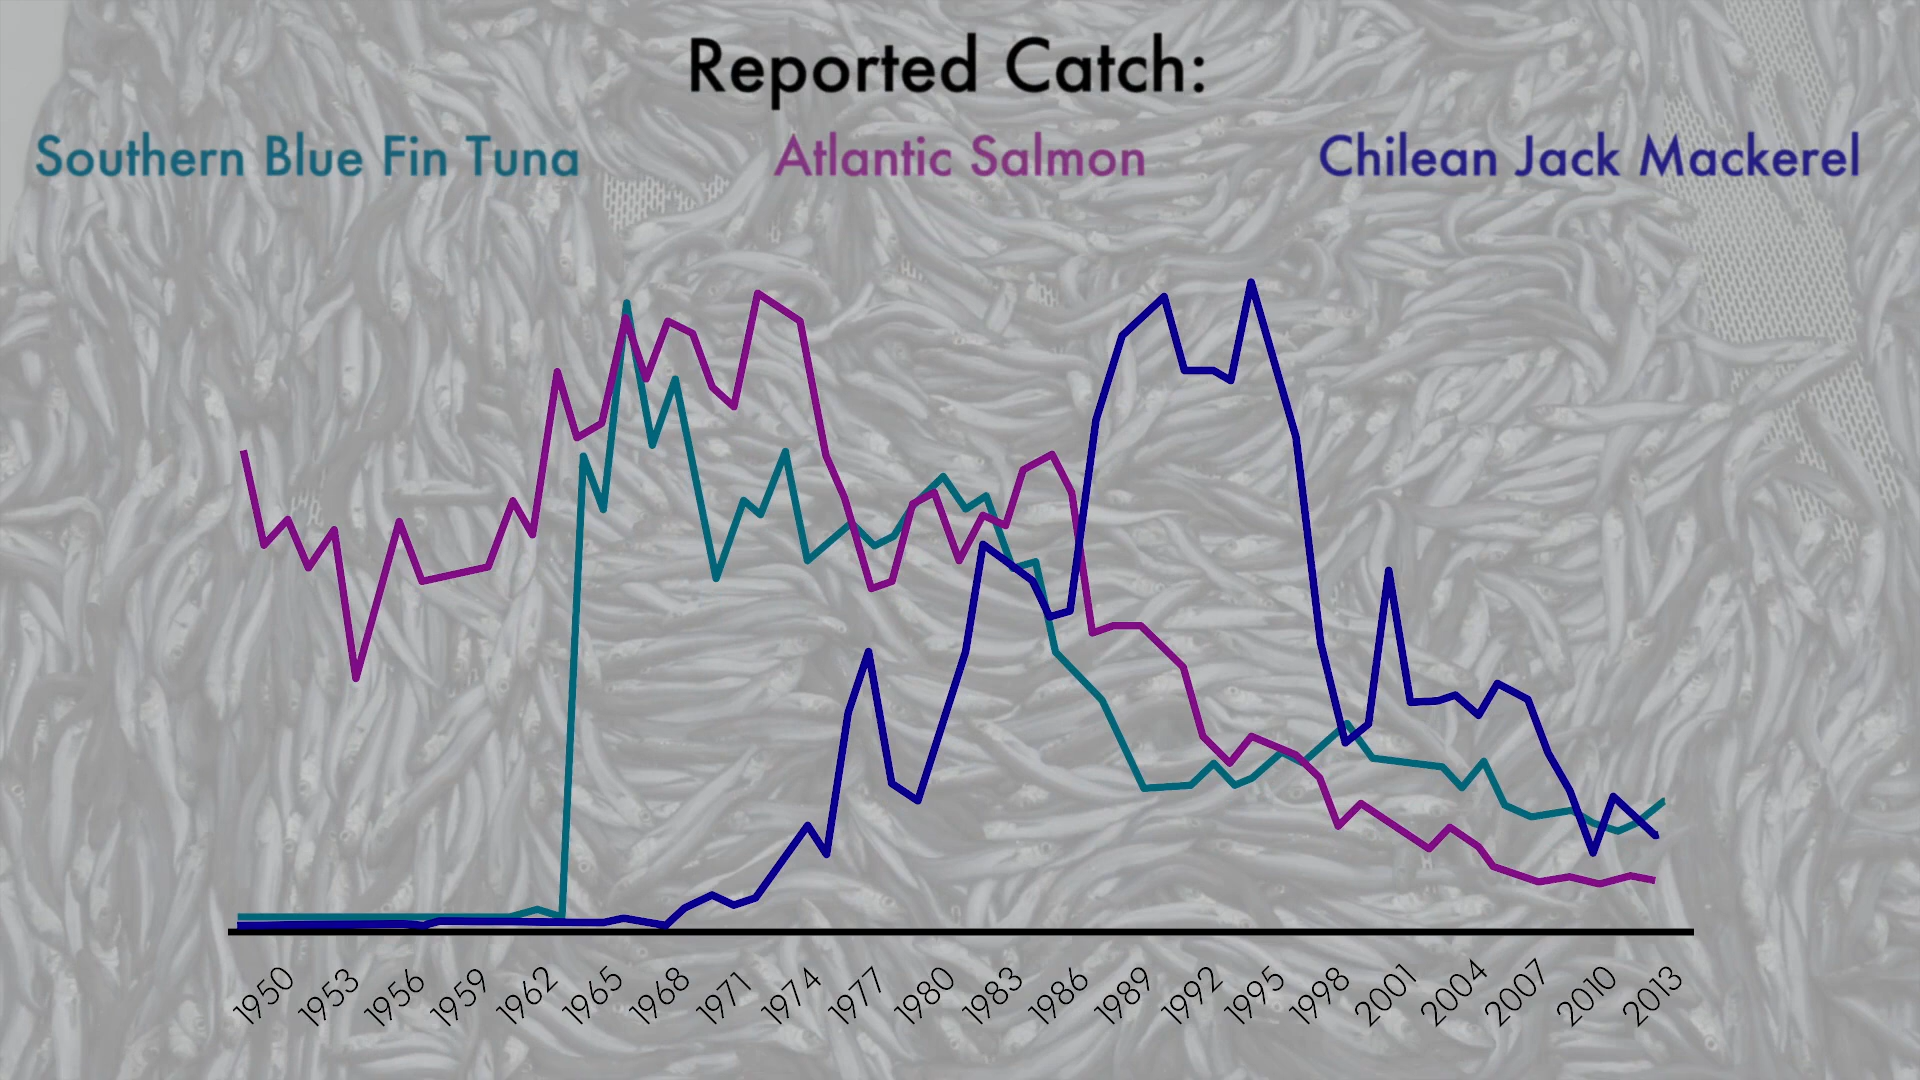 Reported Catch:
Southern Blue Fin Tuna Atlantic Salmon Chilean Jack Mackerel
1950 1953 1956 1959 1962 1965 1968 1971 1974 1977 1980 1983 1986 1989 1992 1995 1998 2001 2004 2007 2010 2013